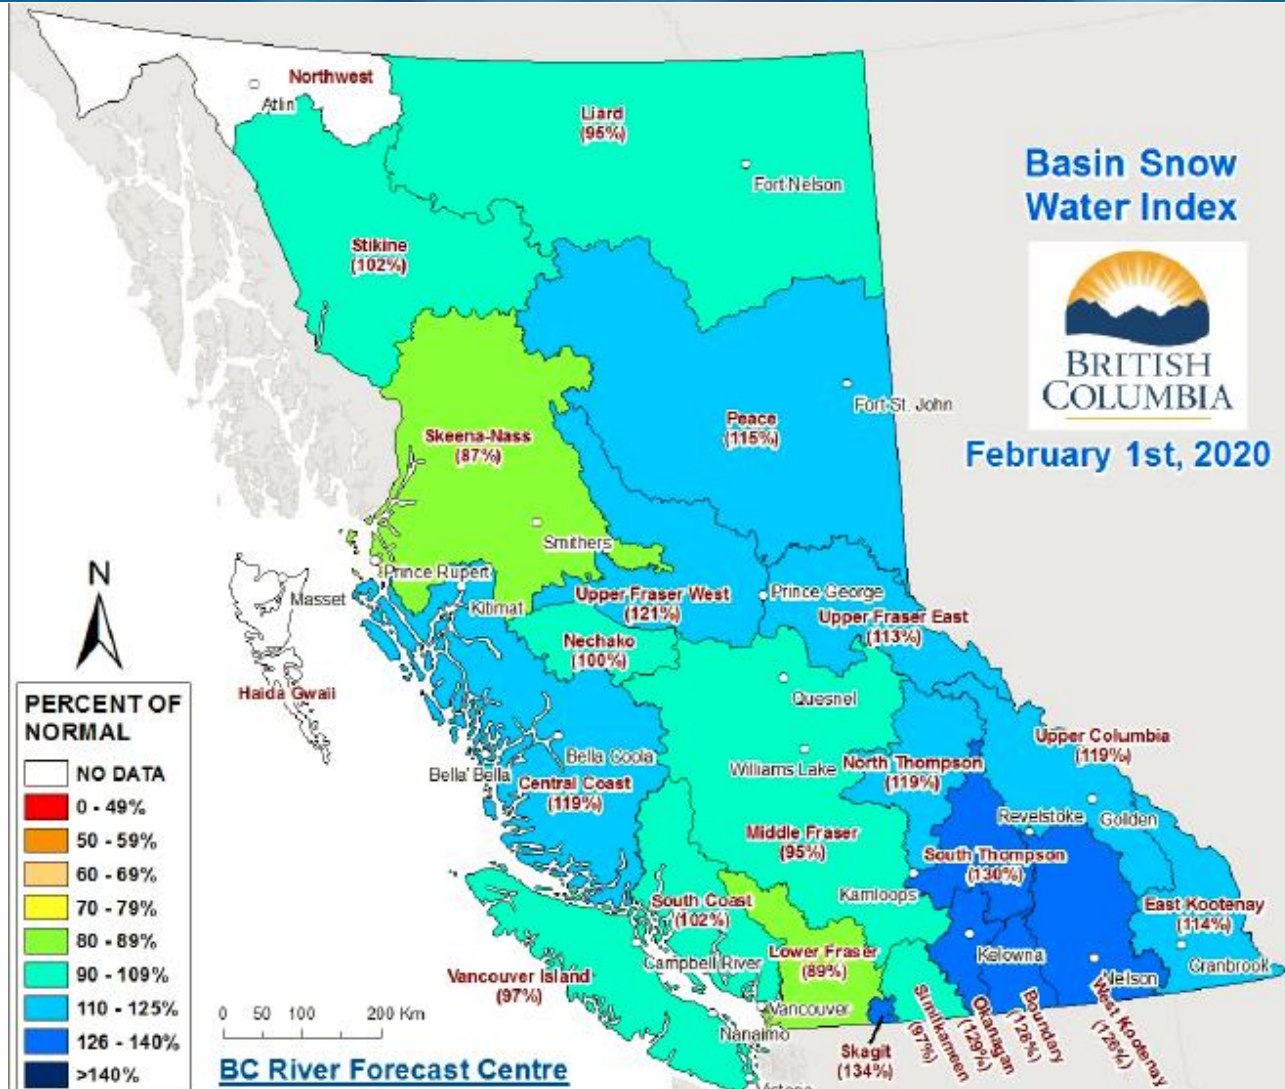 Northwest
Atlin
Liard
(95%)
Fort Nelson
Basin Snow
Water Index
Stikine
(102%)
BRITISH
COLUMBIA
Peace
(115%)
Fort St. John
February 1st, 2020
Skeena-Nass
(87%)
Smithers
N
Masset
Prince Rupert
Kitimat
Upper Fraser West
(121%)
Prince George
Upper Fraser East
(113%)
Nechako
(100%)
Haida Gwaii
Quesnel
PERCENT OF
NORMAL
NO DATA
0 - 49%
50 - 59%
60 - 69%
70 - 79%
80 - 89%
90 - 109%
110 - 125%
126 - 140%
>140%
Bella Coola
Bella Bella
Central Coast
(119%)
Williams Lake
North Thompson
(119%)
Upper Columbia
(119%)
Revelstoke
Golden
Middle Fraser
(95%)
South Thompson
(130%)
Kamloops
South Coast
(102%)
East Kootenay
(114%)
Cranbrook
Kelowna
Nelson
Lower Fraser
(89%)
Campbell River
Vancouver Island
(97%)
Vancouver
Nanaimo
Skagit
(134%)
Similkameen
(97%)
Okanagan
(129%)
Boundary
(128%)
West Kootenay
(126%)
0 50 100 200 Km
BC River Forecast Centre